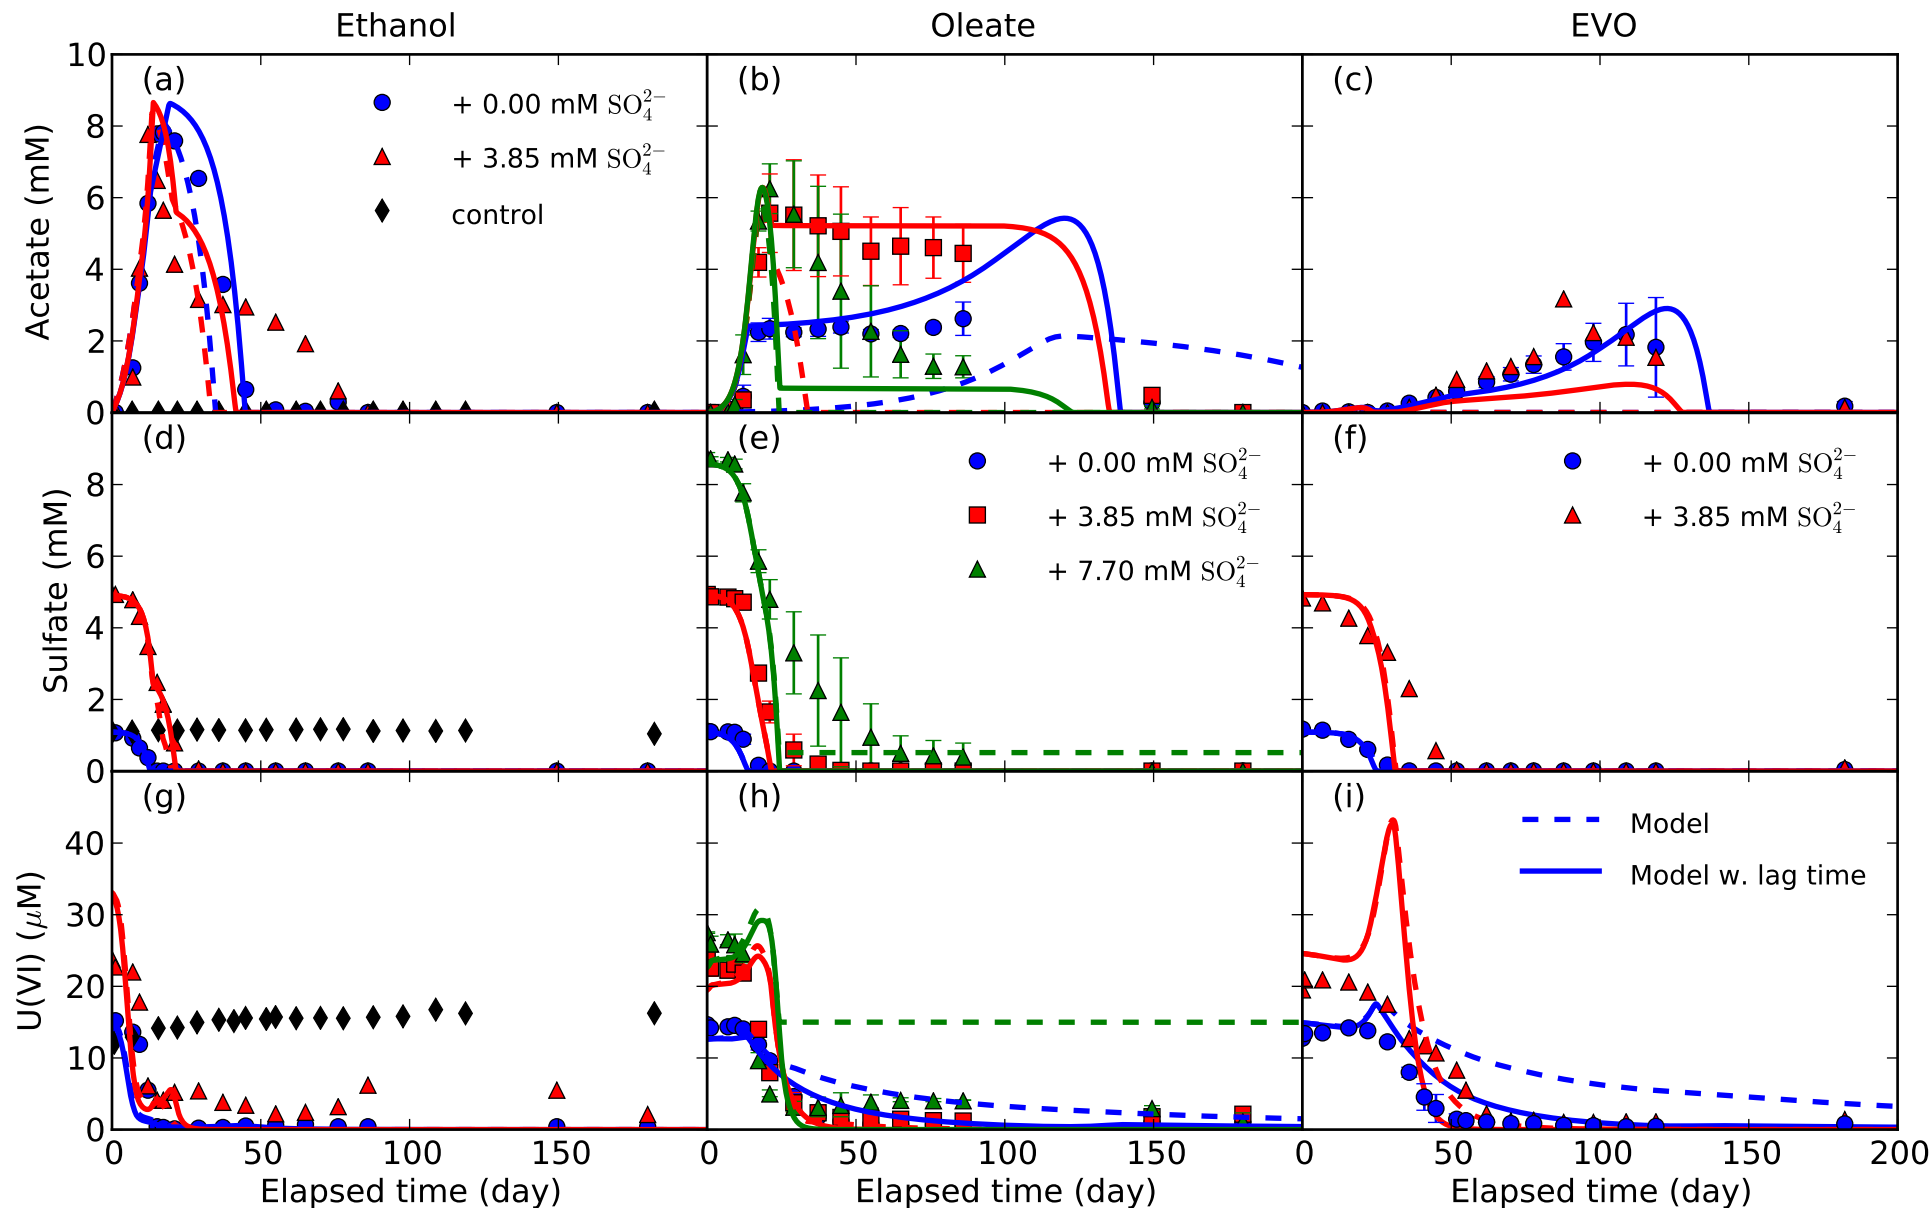 Ethanol Oleate EVO
(a) (b) (c)
+ 0.00 mM SO₄²⁻
+ 3.85 mM SO₄²⁻
control
Acetate (mM)
10
8
6
4
2
0
(d) (e) (f)
+ 0.00 mM SO₄²⁻ + 0.00 mM SO₄²⁻
+ 3.85 mM SO₄²⁻ + 3.85 mM SO₄²⁻
+ 7.70 mM SO₄²⁻
Sulfate (mM)
8
6
4
2
0
(g) (h) (i)
Model
Model w. lag time
U(VI) (μM)
40
30
20
10
0
0 50 100 150 0 50 100 150 0 50 100 150 200
Elapsed time (day) Elapsed time (day) Elapsed time (day)